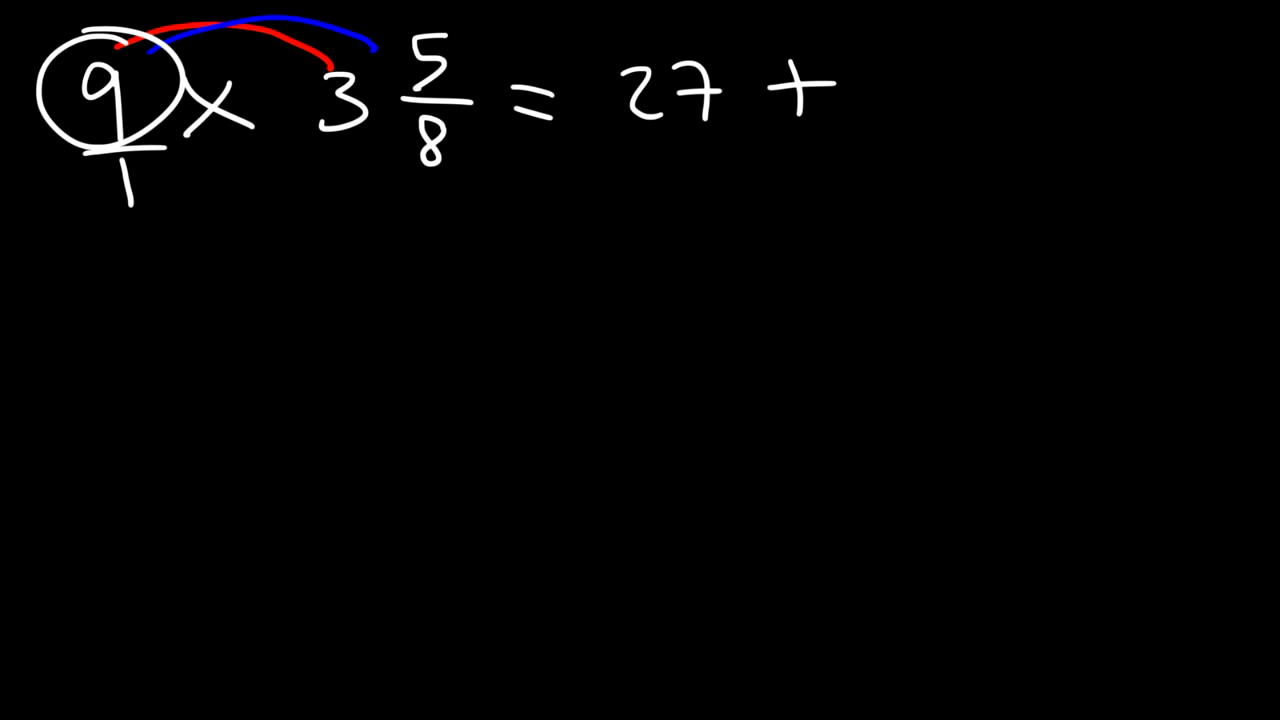 9/1 × 3 5/8 = 27 +